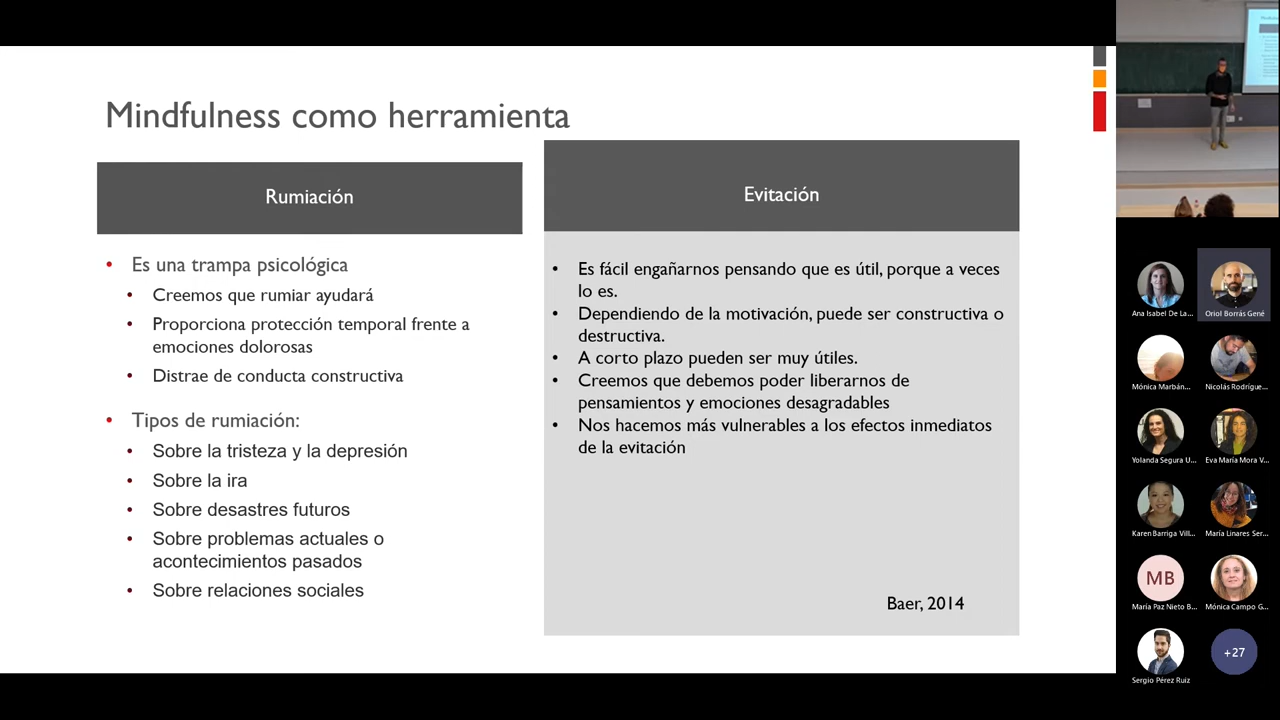 Mindfulness como herramienta
Rumiación
• Es una trampa psicológica
• Creemos que rumiar ayudará
• Proporciona protección temporal frente a
emociones dolorosas
• Distrae de conducta constructiva
• Tipos de rumiación:
• Sobre la tristeza y la depresión
• Sobre la ira
• Sobre desastres futuros
• Sobre problemas actuales o
acontecimientos pasados
• Sobre relaciones sociales
Evitación
• Es fácil engañarnos pensando que es útil, porque a veces
lo es.
• Dependiendo de la motivación, puede ser constructiva o
destructiva.
• A corto plazo pueden ser muy útiles.
• Creemos que debemos poder liberarnos de
pensamientos y emociones desagradables
• Nos hacemos más vulnerables a los efectos inmediatos
de la evitación
Baer, 2014
Ana Isabel De La...
Oriol Borrás Gené
Mónica Marbán...
Nicolás Rodrígue...
Yolanda Segura U...
Eva María Mora V...
Karen Barriga Vill...
María Linares Ser...
MB
María Paz Nieto B...
Mónica Campo G...
Sergio Pérez Ruiz
+27